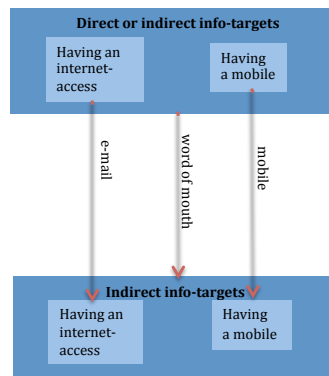 Direct or indirect info-targets
Having an
internet-
access
Having
a mobile
e-mail
word of mouth
mobile
Indirect info-targets
Having an
internet-
access
Having
a mobile